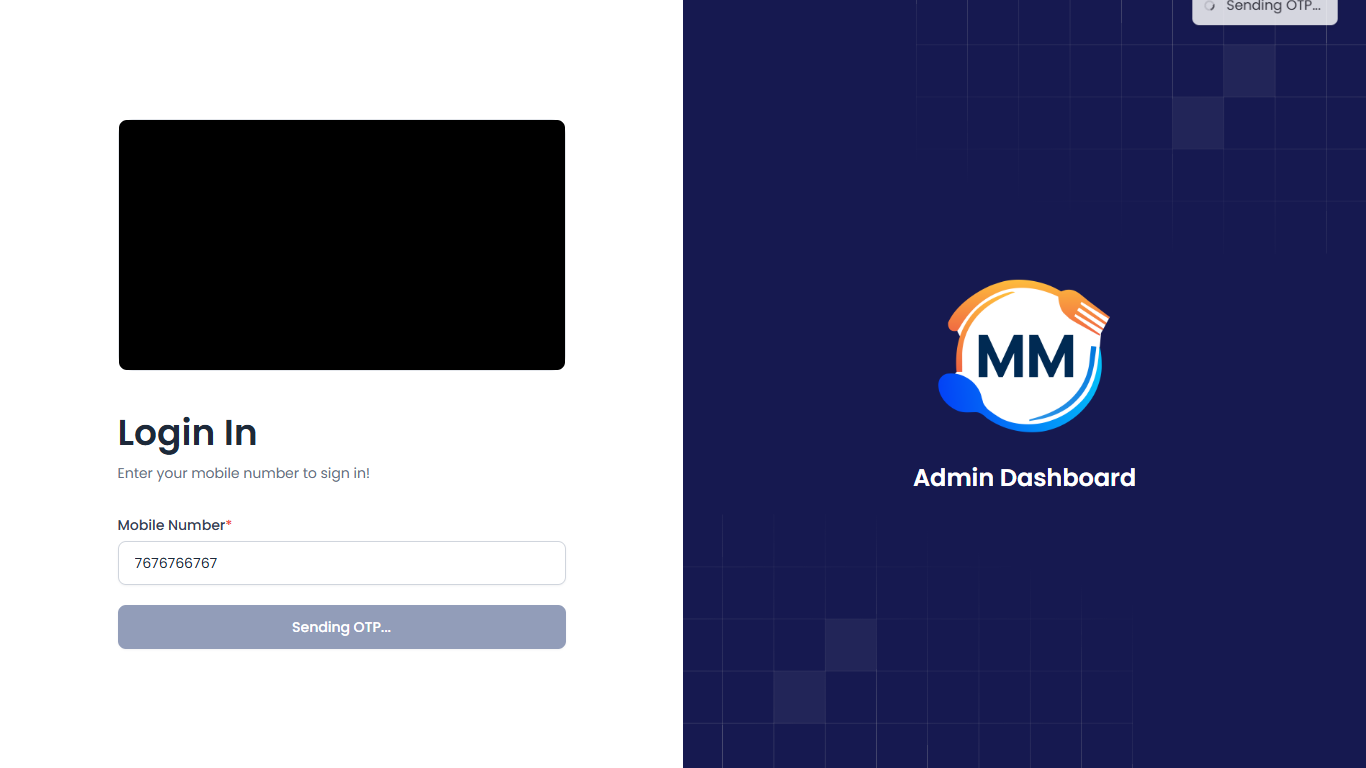 Sending OTP...
Login In
Enter your mobile number to sign in!
Mobile Number*
7676766767
Sending OTP...
MM
Admin Dashboard